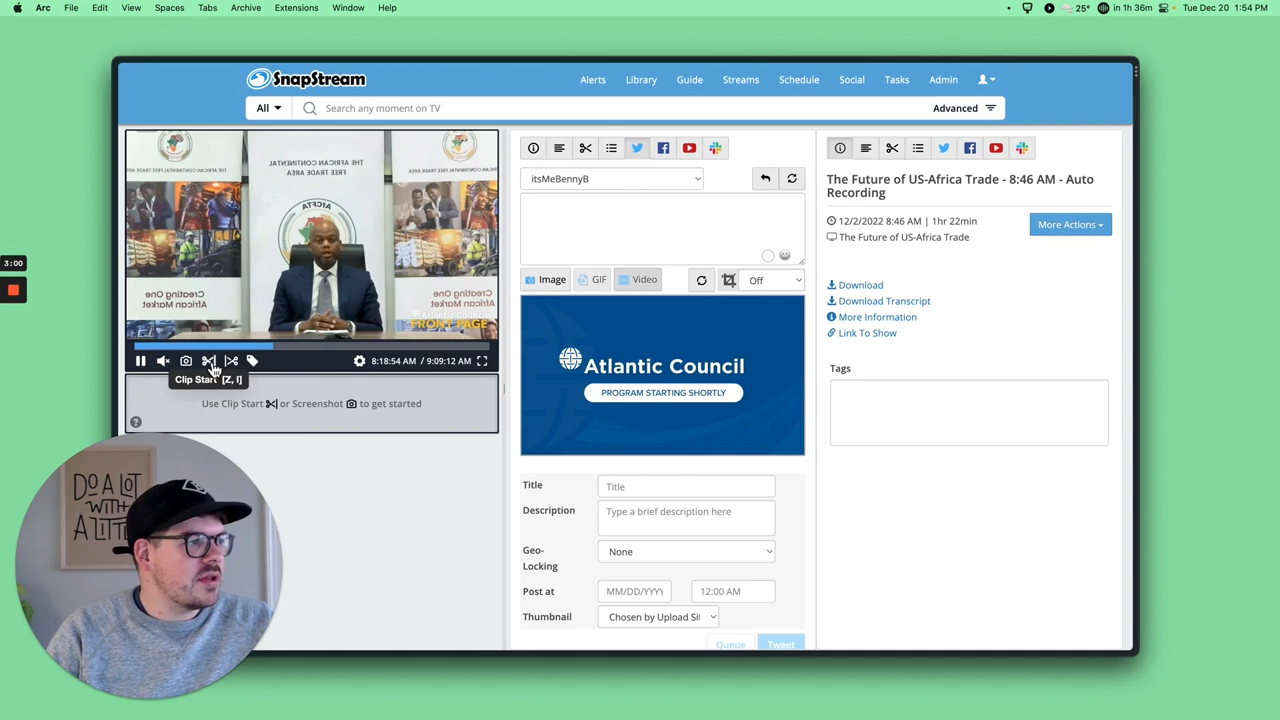 Arc File Edit View Spaces Tabs Archive Extensions Window Help
25° in 1h 36m Tue Dec 20 1:54 PM
SnapStream
Alerts Library Guide Streams Schedule Social Tasks Admin
All Search any moment on TV Advanced
THE AFRICAN CONTINENTAL
FREE TRADE AREA
AfCFTA
Creating One
African Market
Creating One
African Market
Atlantic Council
FRONT PAGE
8:18:54 AM / 9:09:12 AM
Clip Start [Z, I]
Use Clip Start or Screenshot to get started
3:00
DO A LOT
WITH
A LITTLE
itsMeBennyB
Image GIF Video Off
Atlantic Council
PROGRAM STARTING SHORTLY
Title Title
Description Type a brief description here
Geo-
Locking
None
Post at MM/DD/YYYY 12:00 AM
Thumbnail Chosen by Upload Sit
Queue Tweet
The Future of US-Africa Trade - 8:46 AM - Auto
Recording
12/2/2022 8:46 AM | 1hr 22min
The Future of US-Africa Trade
More Actions
Download
Download Transcript
More Information
Link To Show
Tags